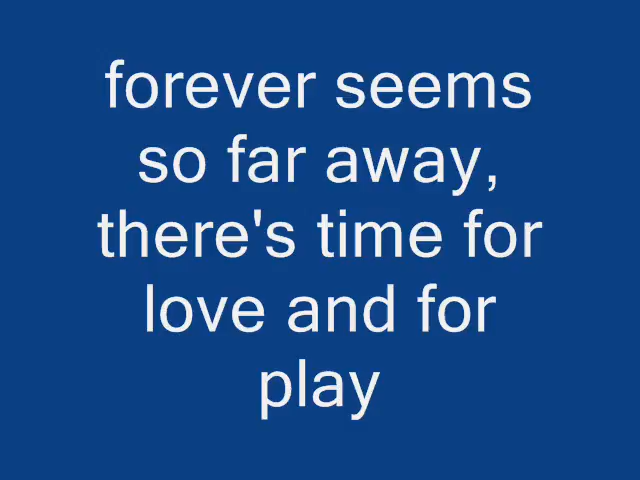 forever seems
so far away,
there's time for
love and for
play